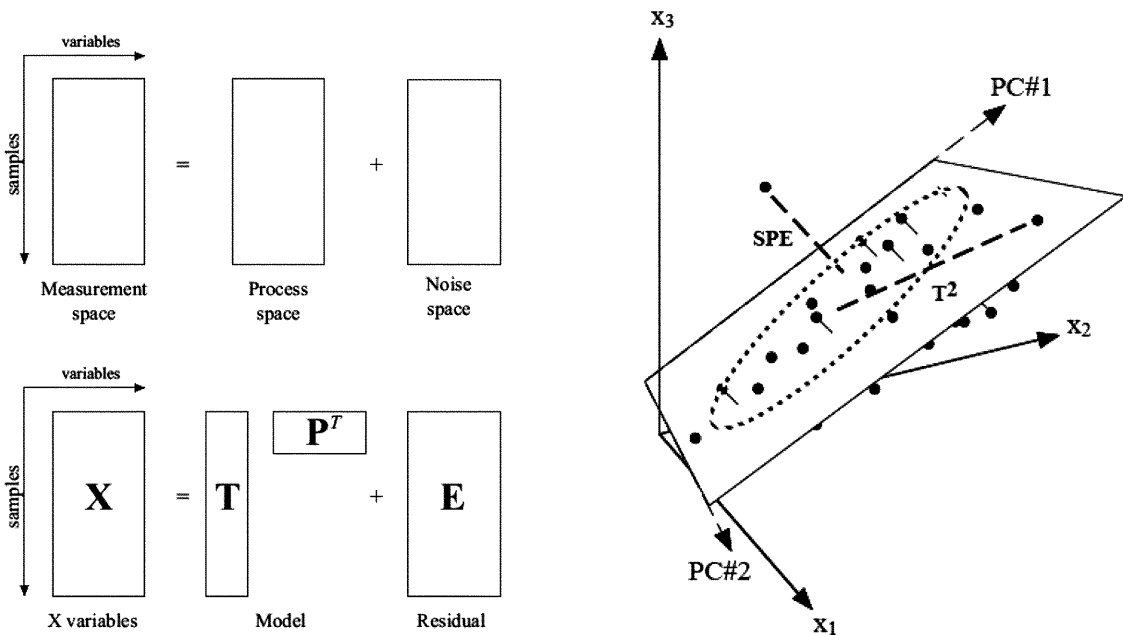 variables
samples
=
+
Measurement
space
Process
space
Noise
space
variables
samples
X
=
T
P^T
+
E
X variables
Model
Residual
x₃
PC#1
SPE
T²
x₂
PC#2
x₁